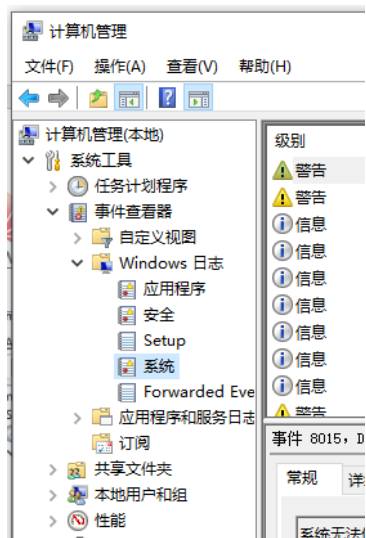 计算机管理
文件(F) 操作(A) 查看(V) 帮助(H)
计算机管理(本地)
系统工具
任务计划程序
事件查看器
自定义视图
Windows 日志
应用程序
安全
Setup
系统
Forwarded Eve
应用程序和服务日志
订阅
共享文件夹
本地用户和组
性能
级别
警告
警告
信息
信息
信息
信息
信息
信息
信息
警告
事件 8015，D
常规 详
系统无法